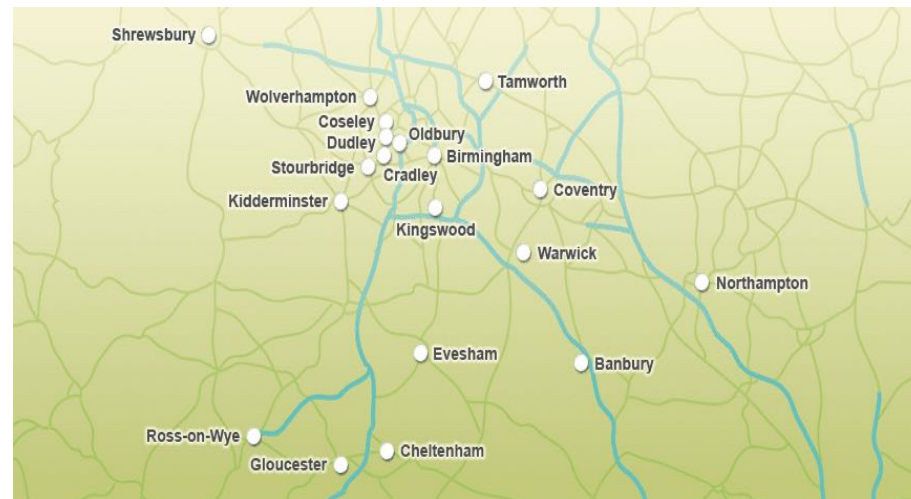 Shrewsbury
Tamworth
Wolverhampton
Coseley
Oldbury
Dudley
Birmingham
Stourbridge
Cradley
Coventry
Kidderminster
Kingswood
Warwick
Northampton
Evesham
Banbury
Ross-on-Wye
Cheltenham
Gloucester